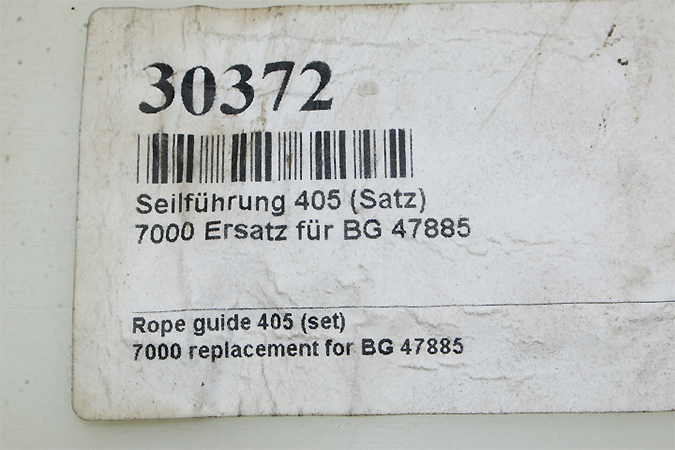 30372
Seilführung 405 (Satz)
7000 Ersatz für BG 47885
Rope guide 405 (set)
7000 replacement for BG 47885